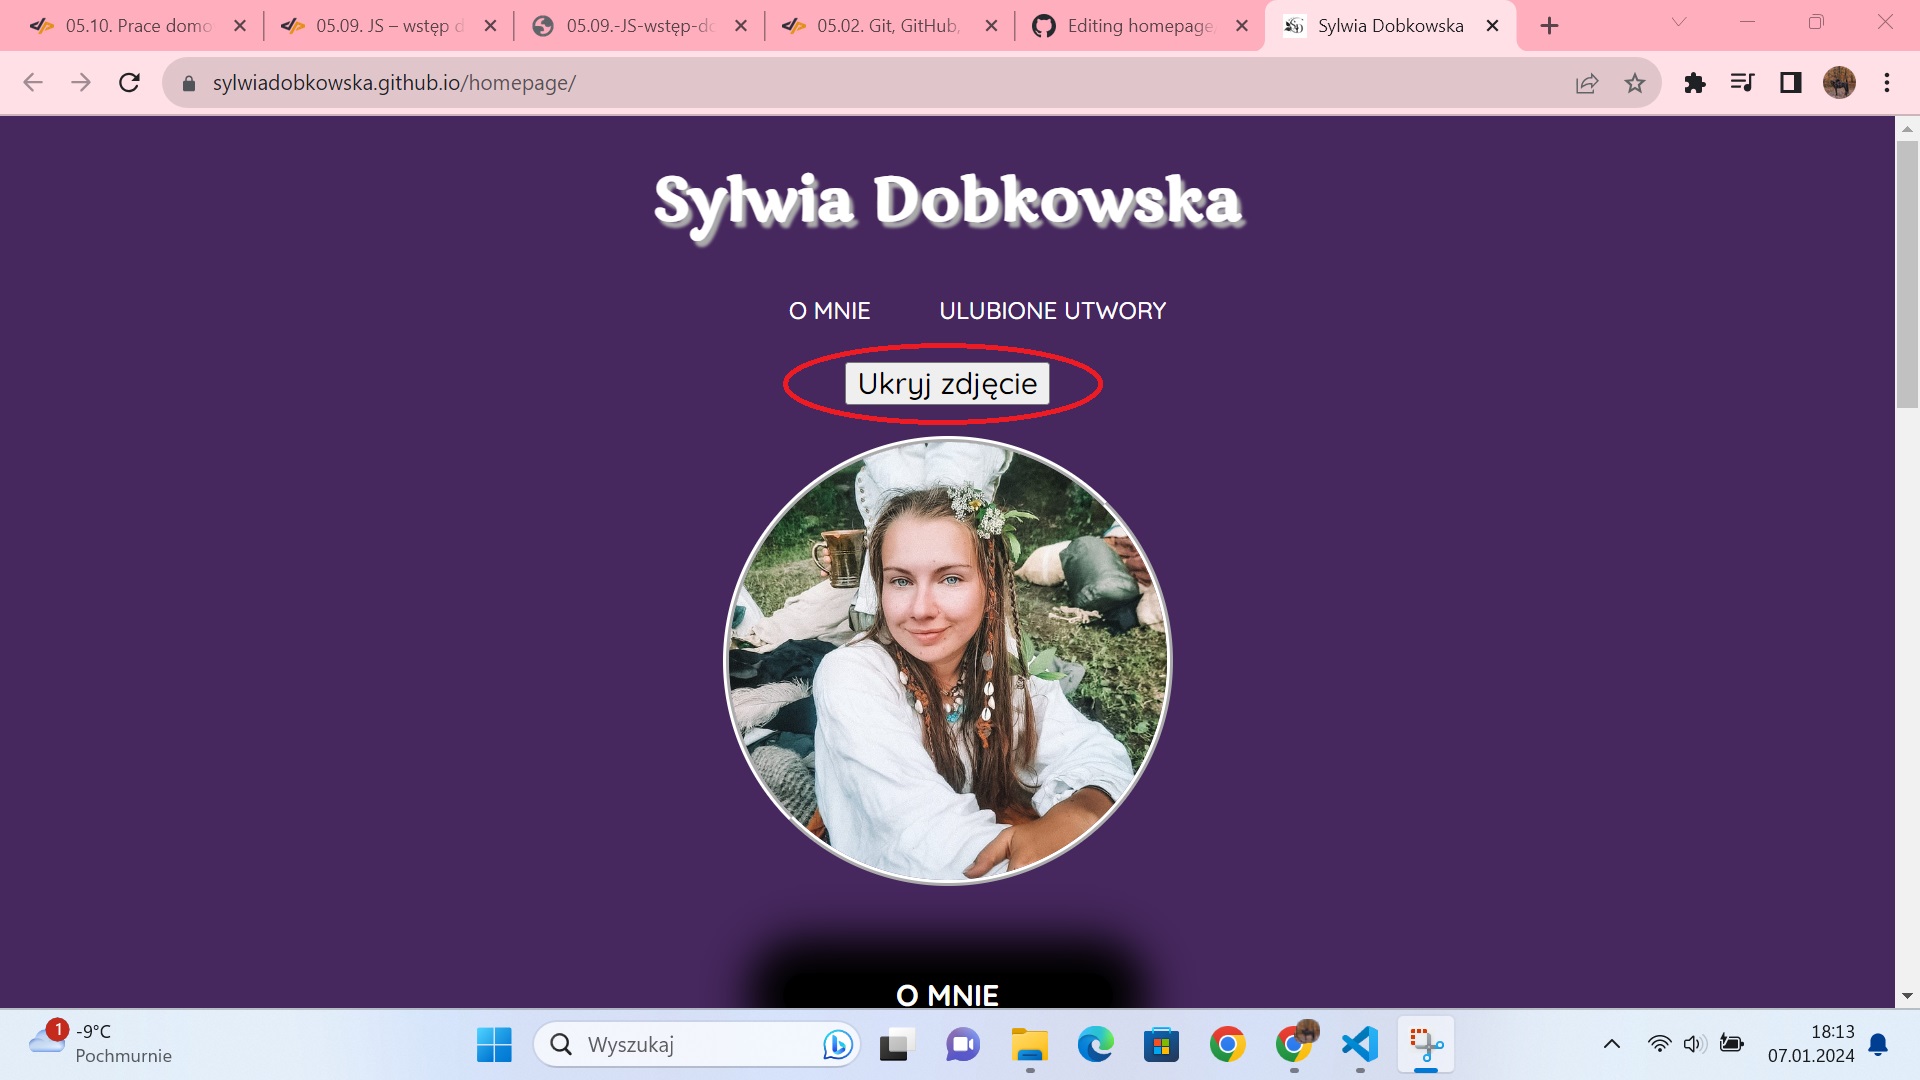 05.10. Prace domo
05.09. JS – wstęp d
05.09.-JS-wstęp-do
05.02. Git, GitHub,
Editing homepage,
Sylwia Dobkowska
sylwiadobkowska.github.io/homepage/
Sylwia Dobkowska
O MNIE
ULUBIONE UTWORY
Ukryj zdjęcie
O MNIE
1
-9°C
Pochmurnie
Wyszukaj
18:13
07.01.2024